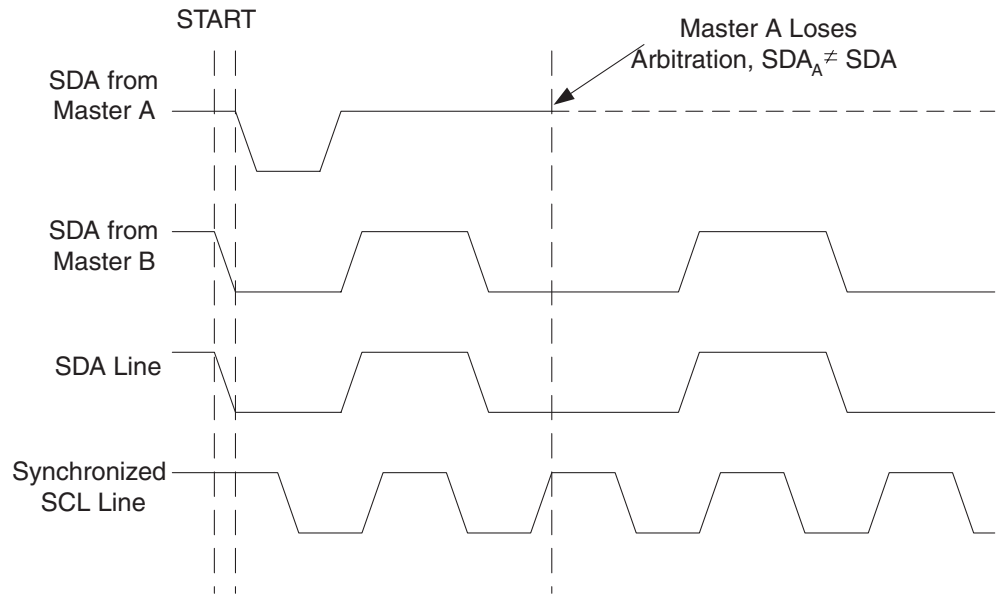 START
Master A Loses
Arbitration, SDA_A ≠ SDA
SDA from
Master A
SDA from
Master B
SDA Line
Synchronized
SCL Line